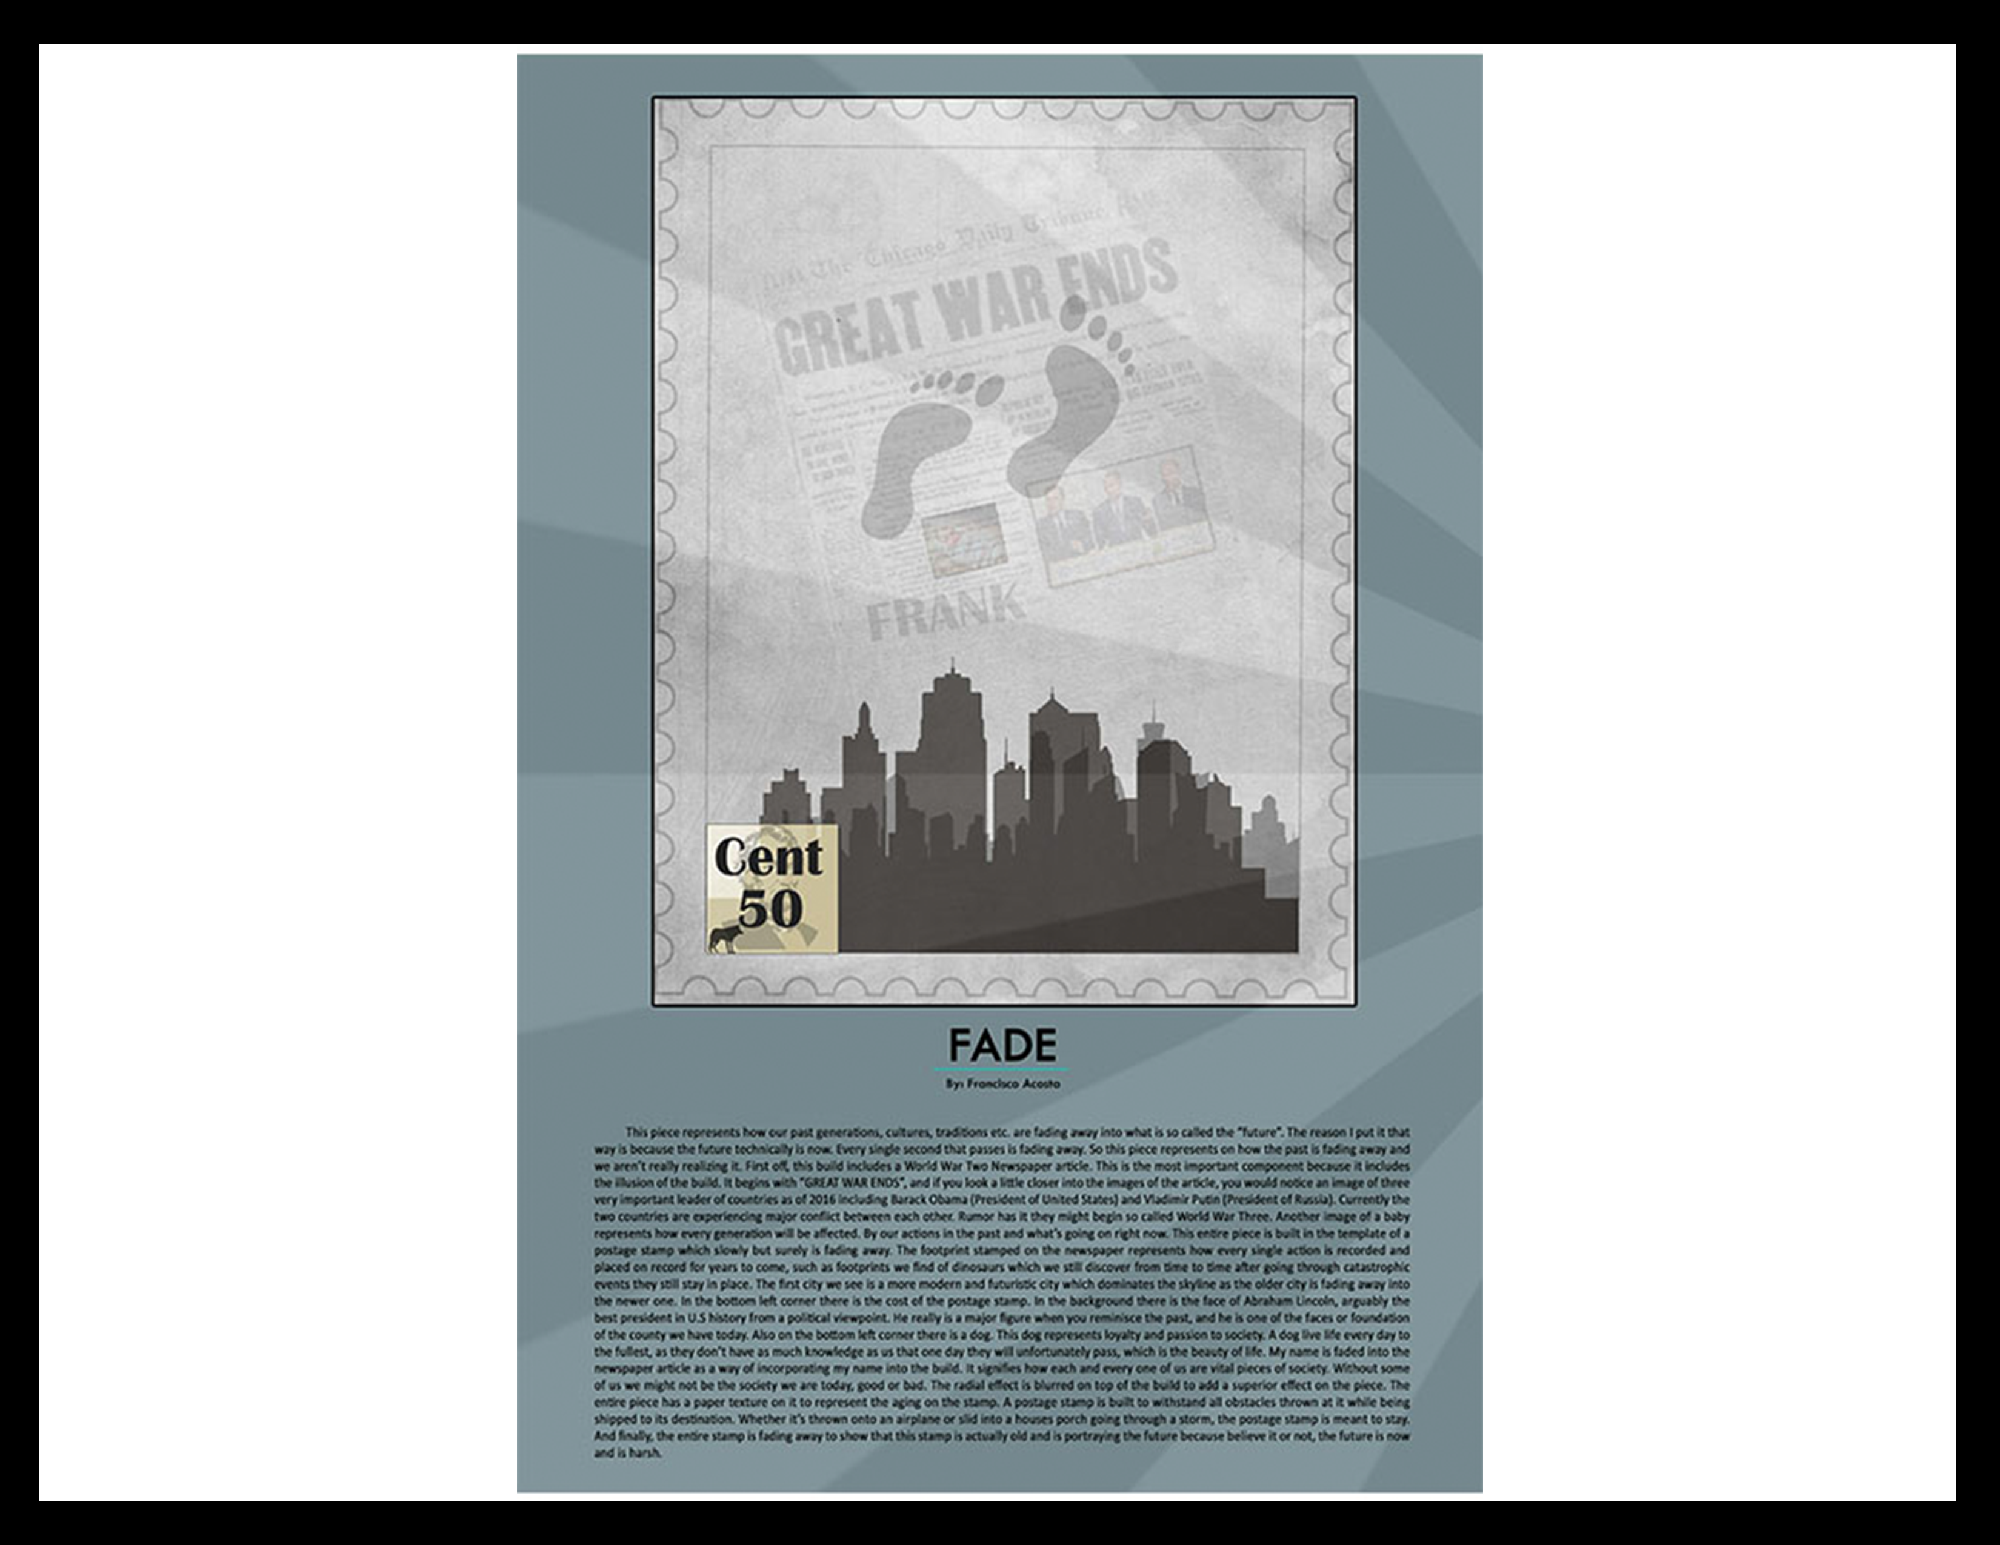 The Chicago Daily Tribune.
GREAT WAR ENDS
FRANK
Cent
50
FADE
By: Francisco Acosta
This piece represents how our past generations, cultures, traditions etc. are fading away into what is so called the "future". The reason I put it that
way is because the future technically is now. Every single second that passes is fading away. So this piece represents on how the past is fading away and
we aren't really realizing it. First off, this build includes a World War Two Newspaper article. This is the most important component because it includes
the illusion of the build. It begins with "GREAT WAR ENDS", and if you look a little closer into the images of the article, you would notice an image of three
very important leader of countries as of 2016 including Barack Obama (President of United States) and Vladimir Putin (President of Russia). Currently the
two countries are experiencing major conflict between each other. Rumor has it they might begin so called World War Three. Another image of a baby
represents how every generation will be affected. By our actions in the past and what's going on right now. This entire piece is built in the template of a
postage stamp which slowly but surely is fading away. The footprint stamped on the newspaper represents how every single action is recorded and
placed on record for years to come, such as footprints we find of dinosaurs which we still discover from time to time after going through catastrophic
events they still stay in place. The first city we see is a more modern and futuristic city which dominates the skyline as the older city is fading away into
the newer one. In the bottom left corner there is the cost of the postage stamp. In the background there is the face of Abraham Lincoln, arguably the
best president in U.S history from a political viewpoint. He really is a major figure when you reminisce the past, and he is one of the faces or foundation
of the county we have today. Also on the bottom left corner there is a dog. This dog represents loyalty and passion to society. A dog live life every day to
the fullest, as they don't have as much knowledge as us that one day they will unfortunately pass, which is the beauty of life. My name is faded into the
newspaper article as a way of incorporating my name into the build. It signifies how each and every one of us are vital pieces of society. Without some
of us we might not be the society we are today, good or bad. The radial effect is blurred on top of the build to add a superior effect on the piece. The
entire piece has a paper texture on it to represent the aging on the stamp. A postage stamp is built to withstand all obstacles thrown at it while being
shipped to its destination. Whether it's thrown onto an airplane or slid into a houses porch going through a storm, the postage stamp is meant to stay.
And finally, the entire stamp is fading away to show that this stamp is actually old and is portraying the future because believe it or not, the future is now
and is harsh.